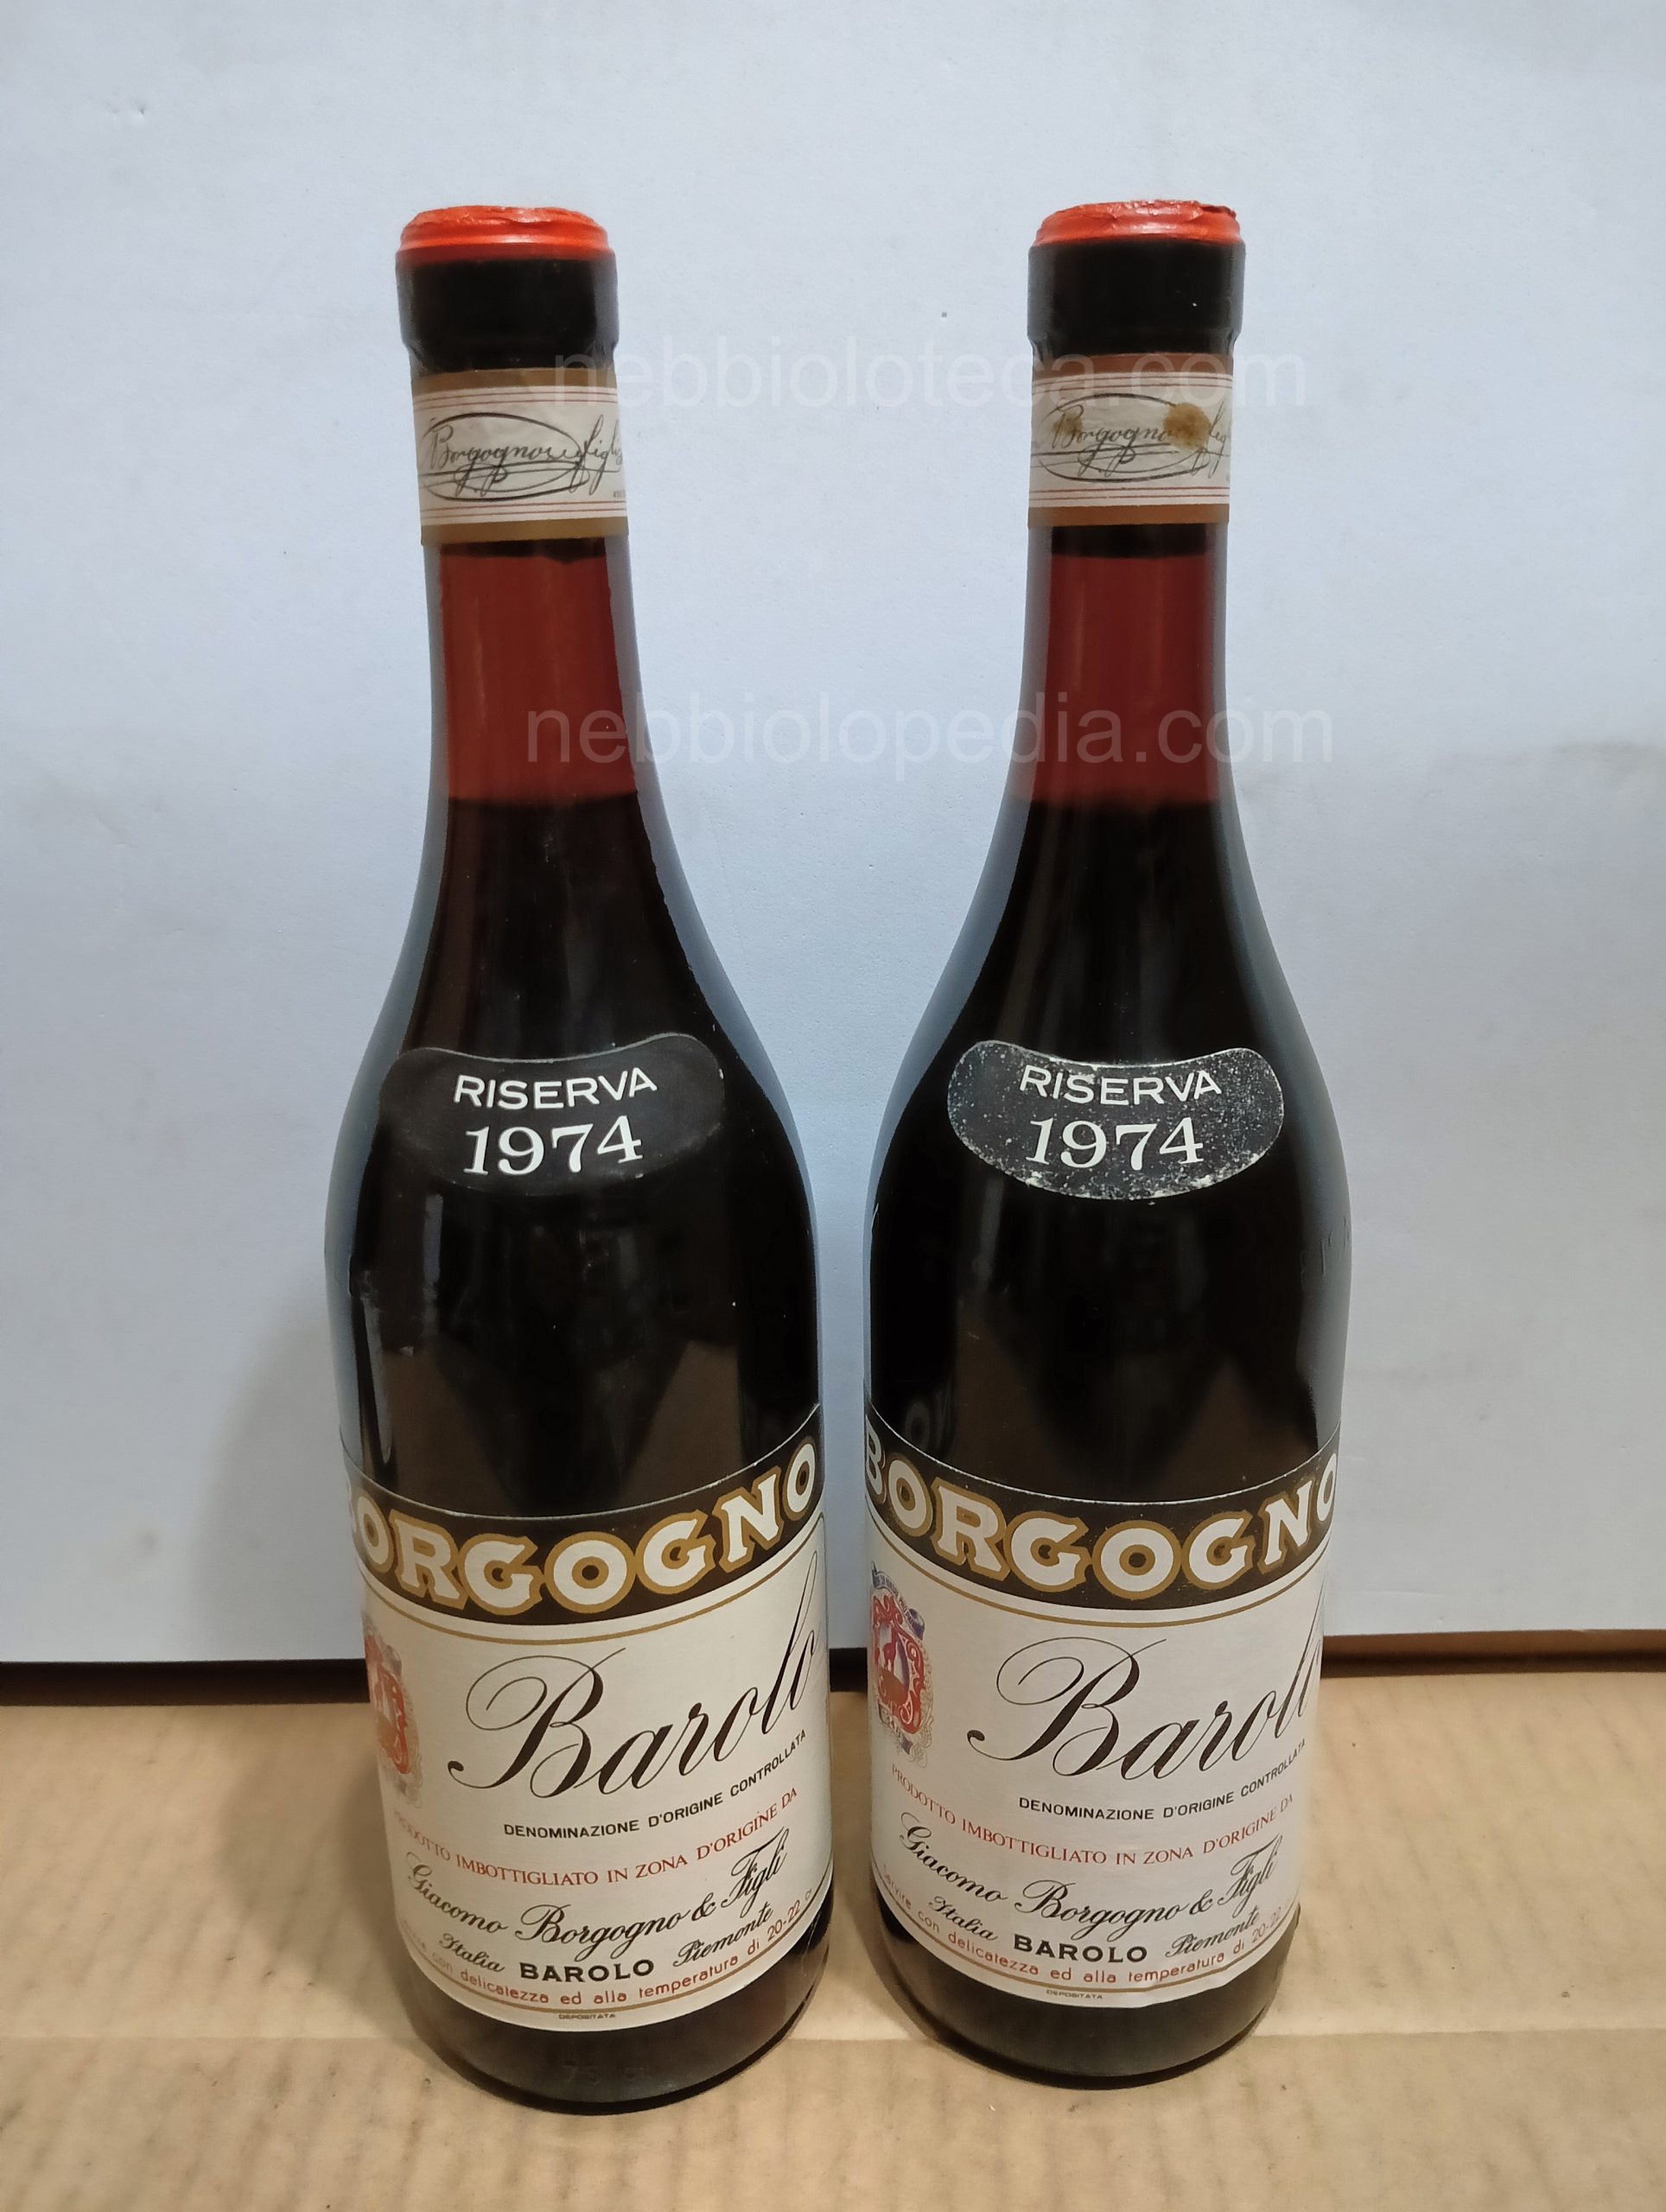 nebbioloteca.com
Borgogno e figli
Borgogno
nebbiolopedia.com
RISERVA
1974
RISERVA
1974
ORGOGNO
Barolo
DENOMINAZIONE D'ORIGINE CONTROLLATA
PRODOTTO IMBOTTIGLIATO IN ZONA D'ORIGINE DA
Giacomo Borgogno & Figli
Italia BAROLO Piemonte
con delicatezza ed alla temperatura di 20-22 c
DEPOSITATA
75
BORGOGNO
Barolo
DENOMINAZIONE D'ORIGINE CONTROLLATA
PRODOTTO IMBOTTIGLIATO IN ZONA D'ORIGINE DA
Giacomo Borgogno & Figli
Italia BAROLO Piemonte
Servire con delicatezza ed alla temperatura di 20-22
DEPOSITATA